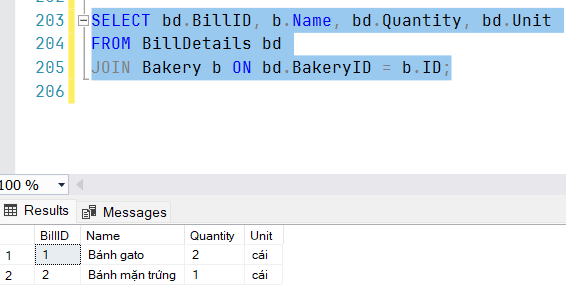 203 SELECT bd.BillID, b.Name, bd.Quantity, bd.Unit
204 FROM BillDetails bd
205 JOIN Bakery b ON bd.BakeryID = b.ID;
206
100 %
Results Messages
BillID Name Quantity Unit
1 1 Bánh gato 2 cái
2 2 Bánh mặn trứng 1 cái